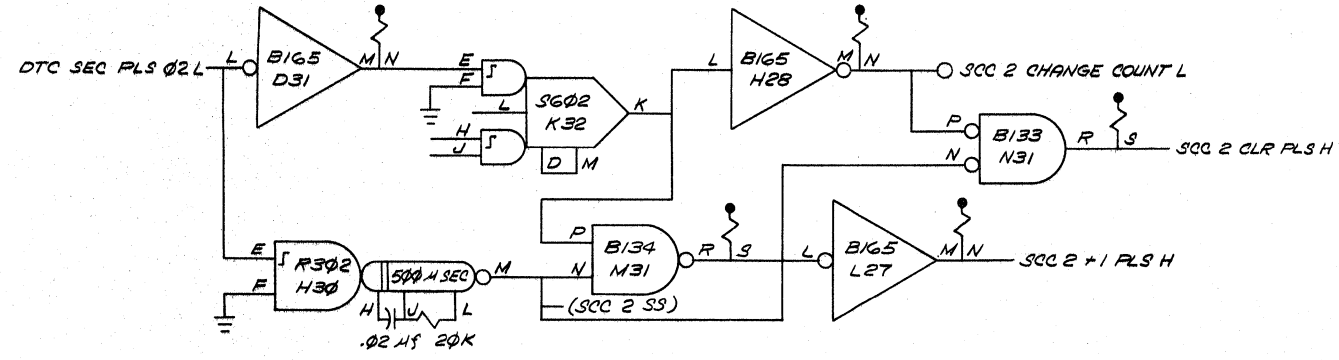 DTC SEC PLS Ø2 L
L
B165
D31
M N
E
F
L
H
J
S6Ø2
K32
D M
K
L
B165
H28
M N
SCC 2 CHANGE COUNT L
P
N
B133
N31
R S
SCC 2 CLR PLS H
E
F
R3Ø2
H3Ø
5ØØ µ SEC
M
H J L
.Ø2 µf 2ØK
P
N
B134
M31
R S
(SCC 2 SS)
L
B165
L27
M N
SCC 2 +1 PLS H